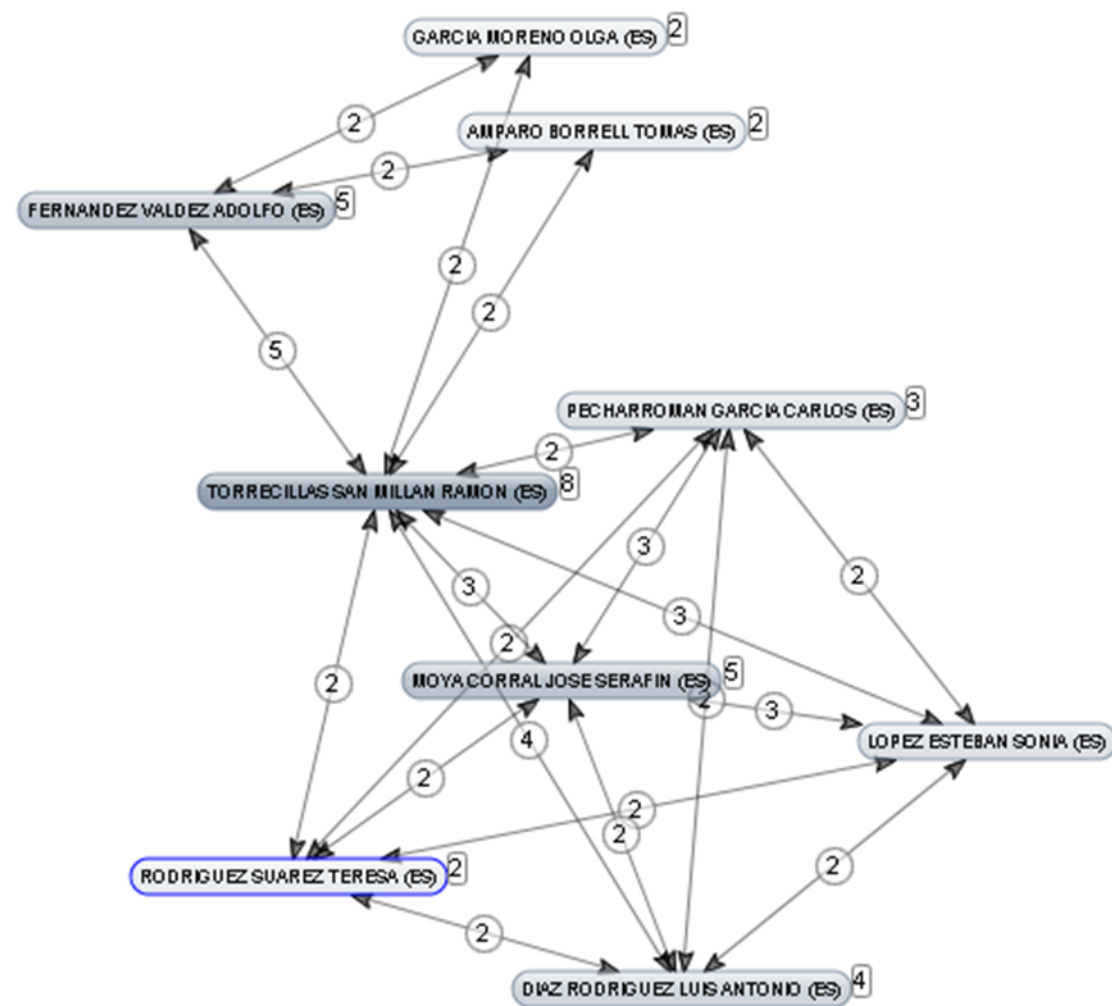 GARCIA MORENO OLGA (ES) 2
2
AMPARO BORRELL TOMAS (ES) 2
2
FERNANDEZ VALDEZ ADOLFO (ES) 5
2
2
5
PECHARROMAN GARCIA CARLOS (ES) 3
2
TORRECILLAS SAN MILLAN RAMON (ES) 8
3
2
3
3
2
MOYA CORRAL JOSE SERAFIN (ES) 5
2
2
3
4
LOPEZ ESTEBAN SONIA (ES)
2
2
2
2
RODRIGUEZ SUAREZ TERESA (ES) 2
2
DIAZ RODRIGUEZ LUIS ANTONIO (ES) 4